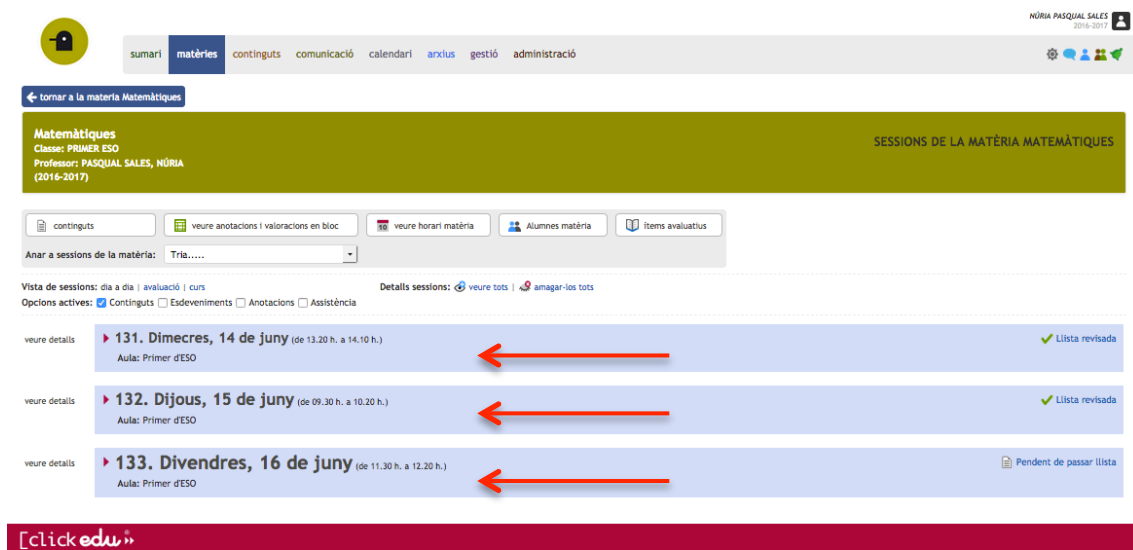 NÚRIA PASQUAL SALES
2016-2017
sumari matèries continguts comunicació calendari arxius gestió administració
tornar a la materia Matemàtiques
Matemàtiques
Classe: PRIMER ESO
Professor: PASQUAL SALES, NÚRIA
(2016-2017)
SESSIONS DE LA MATÈRIA MATEMÀTIQUES
continguts veure anotacions i valoracions en bloc 10 veure horari matèria Alumnes matèria ítems avaluatius
Anar a sessions de la matèria: Tria.....
Vista de sessions: dia a dia | avaluació | curs Detalls sessions: veure tots | amagar-los tots
Opcions actives: Continguts Esdeveniments Anotacions Assistència
veure detalls 131. Dimecres, 14 de juny (de 13.20 h. a 14.10 h.) Llista revisada
Aula: Primer d'ESO
veure detalls 132. Dijous, 15 de juny (de 09.30 h. a 10.20 h.) Llista revisada
Aula: Primer d'ESO
veure detalls 133. Divendres, 16 de juny (de 11.30 h. a 12.20 h.) Pendent de passar llista
Aula: Primer d'ESO
[clickedu